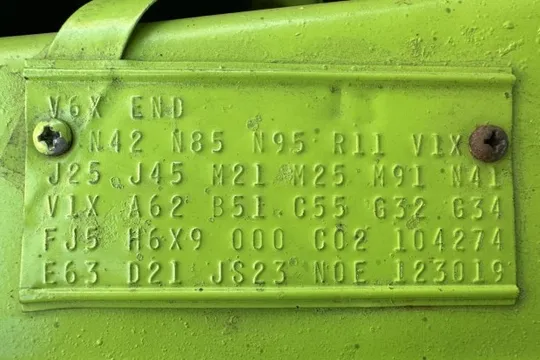 V6X END
N42 N85 N95 R11 V1X
J25 J45 M21 M25 M91 N41
V1X A62 B51 C55 G32 G34
FJ5 H6X9 000 C02 104274
E63 D21 JS23 N0E 123019